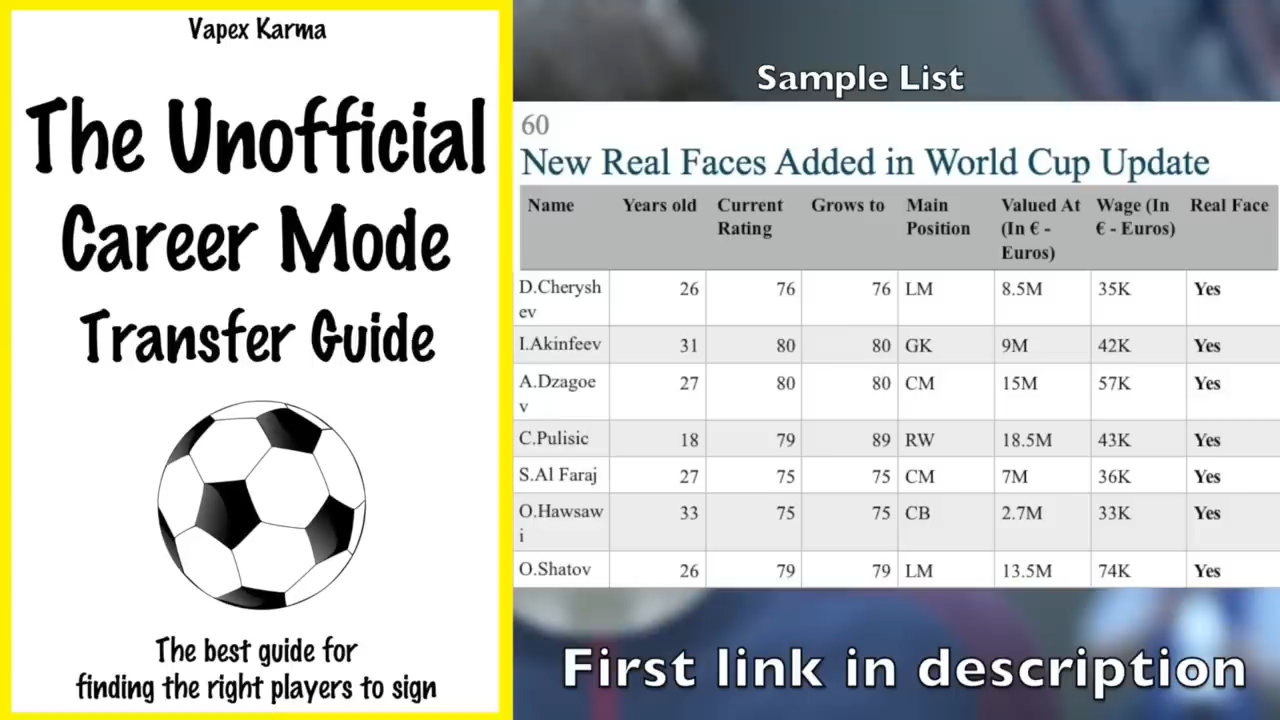 Vapex Karma
The Unofficial
Career Mode
Transfer Guide
The best guide for
finding the right players to sign
Sample List
60
New Real Faces Added in World Cup Update
Name Years old Current Rating Grows to Main Position Valued At (In € - Euros) Wage (In € - Euros) Real Face
D.Cheryshev 26 76 76 LM 8.5M 35K Yes
I.Akinfeev 31 80 80 GK 9M 42K Yes
A.Dzagoev 27 80 80 CM 15M 57K Yes
C.Pulisic 18 79 89 RW 18.5M 43K Yes
S.Al Faraj 27 75 75 CM 7M 36K Yes
O.Hawsawi 33 75 75 CB 2.7M 33K Yes
O.Shatov 26 79 79 LM 13.5M 74K Yes
First link in description